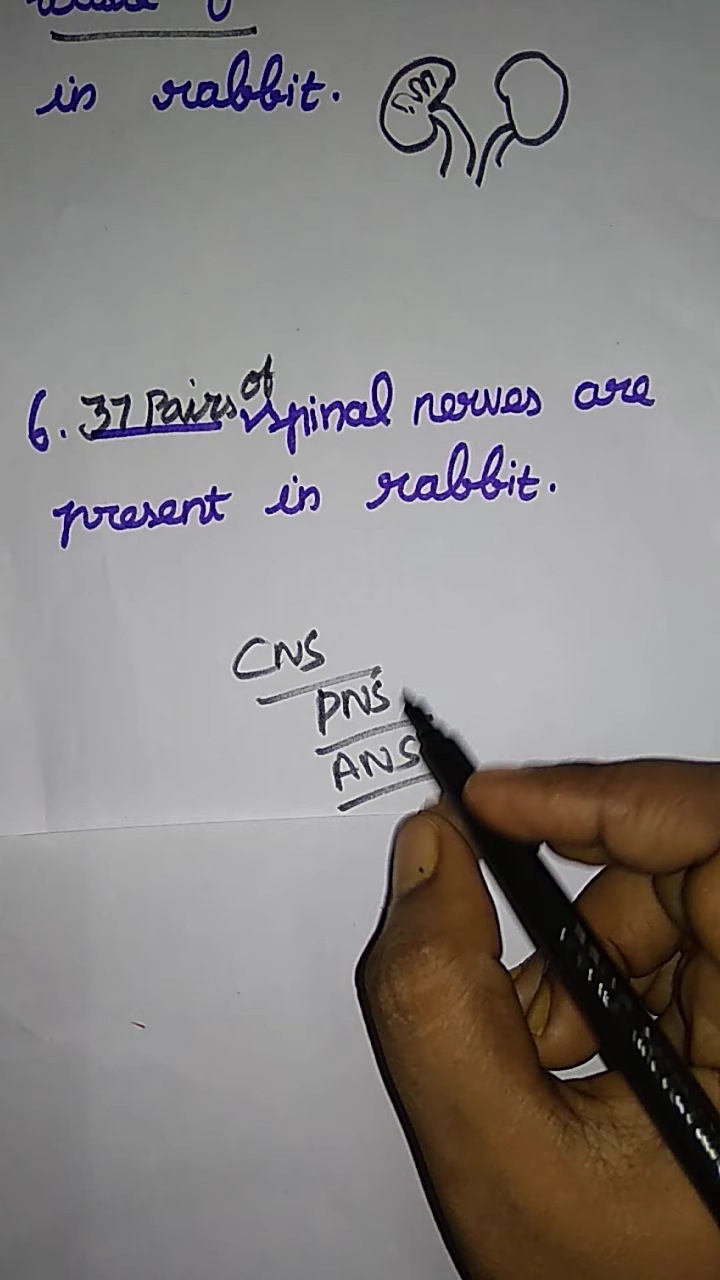 in rabbit.
6. 37 Pairs of spinal nerves are
present in rabbit.
CNS
PNS
ANS